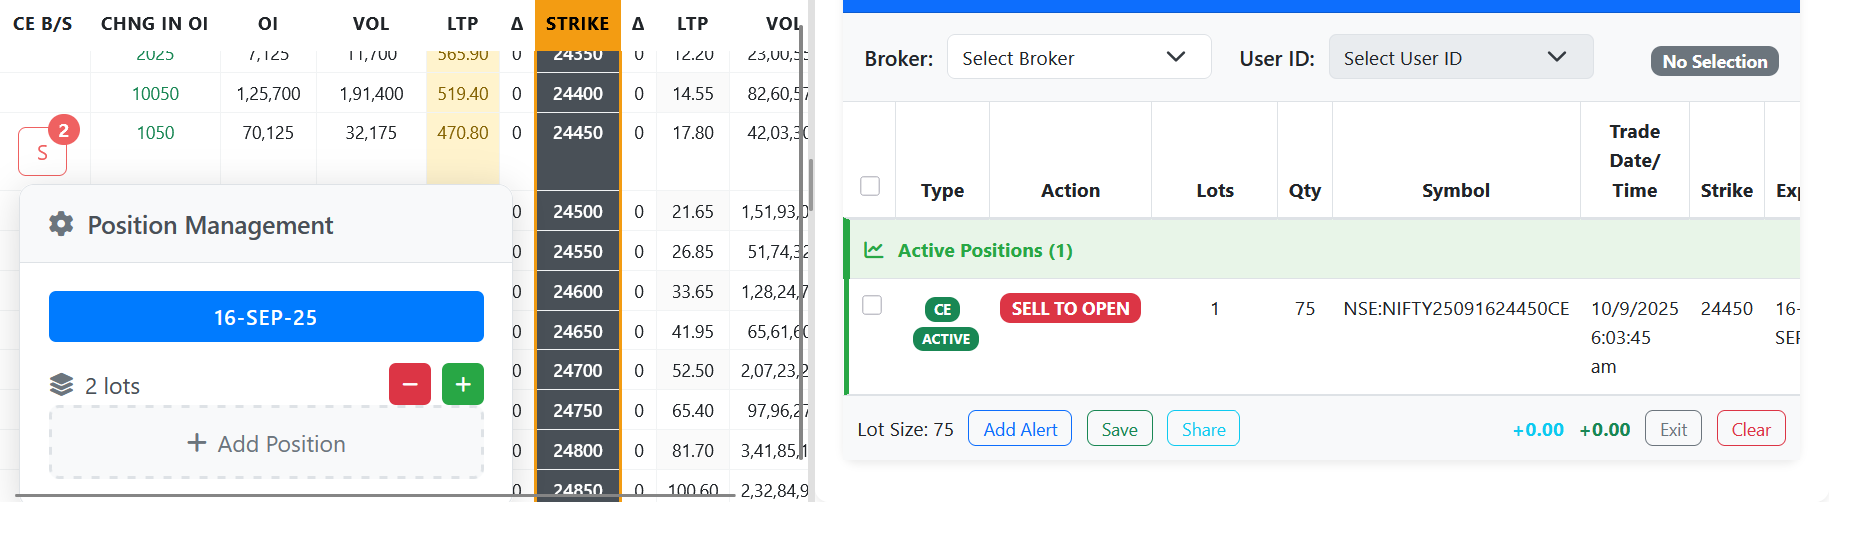 CE B/S CHNG IN OI OI VOL LTP Δ STRIKE Δ LTP VOL
2025 7,125 11,700 565.90 0 24350 0 12.20 23,00,55
10050 1,25,700 1,91,400 519.40 0 24400 0 14.55 82,60,57
S 2 1050 70,125 32,175 470.80 0 24450 0 17.80 42,03,30
0 24500 0 21.65 1,51,93,0
0 24550 0 26.85 51,74,32
0 24600 0 33.65 1,28,24,7
0 24650 0 41.95 65,61,60
0 24700 0 52.50 2,07,23,2
0 24750 0 65.40 97,96,27
0 24800 0 81.70 3,41,85,1
0 24850 0 100.60 2,32,84,9
Position Management
16-SEP-25
2 lots − +
+ Add Position
Broker: Select Broker User ID: Select User ID No Selection
Type Action Lots Qty Symbol Trade Date/ Time Strike Exp
Active Positions (1)
CE ACTIVE SELL TO OPEN 1 75 NSE:NIFTY25091624450CE 10/9/2025 6:03:45 am 24450 16- SEP
Lot Size: 75 Add Alert Save Share +0.00 +0.00 Exit Clear